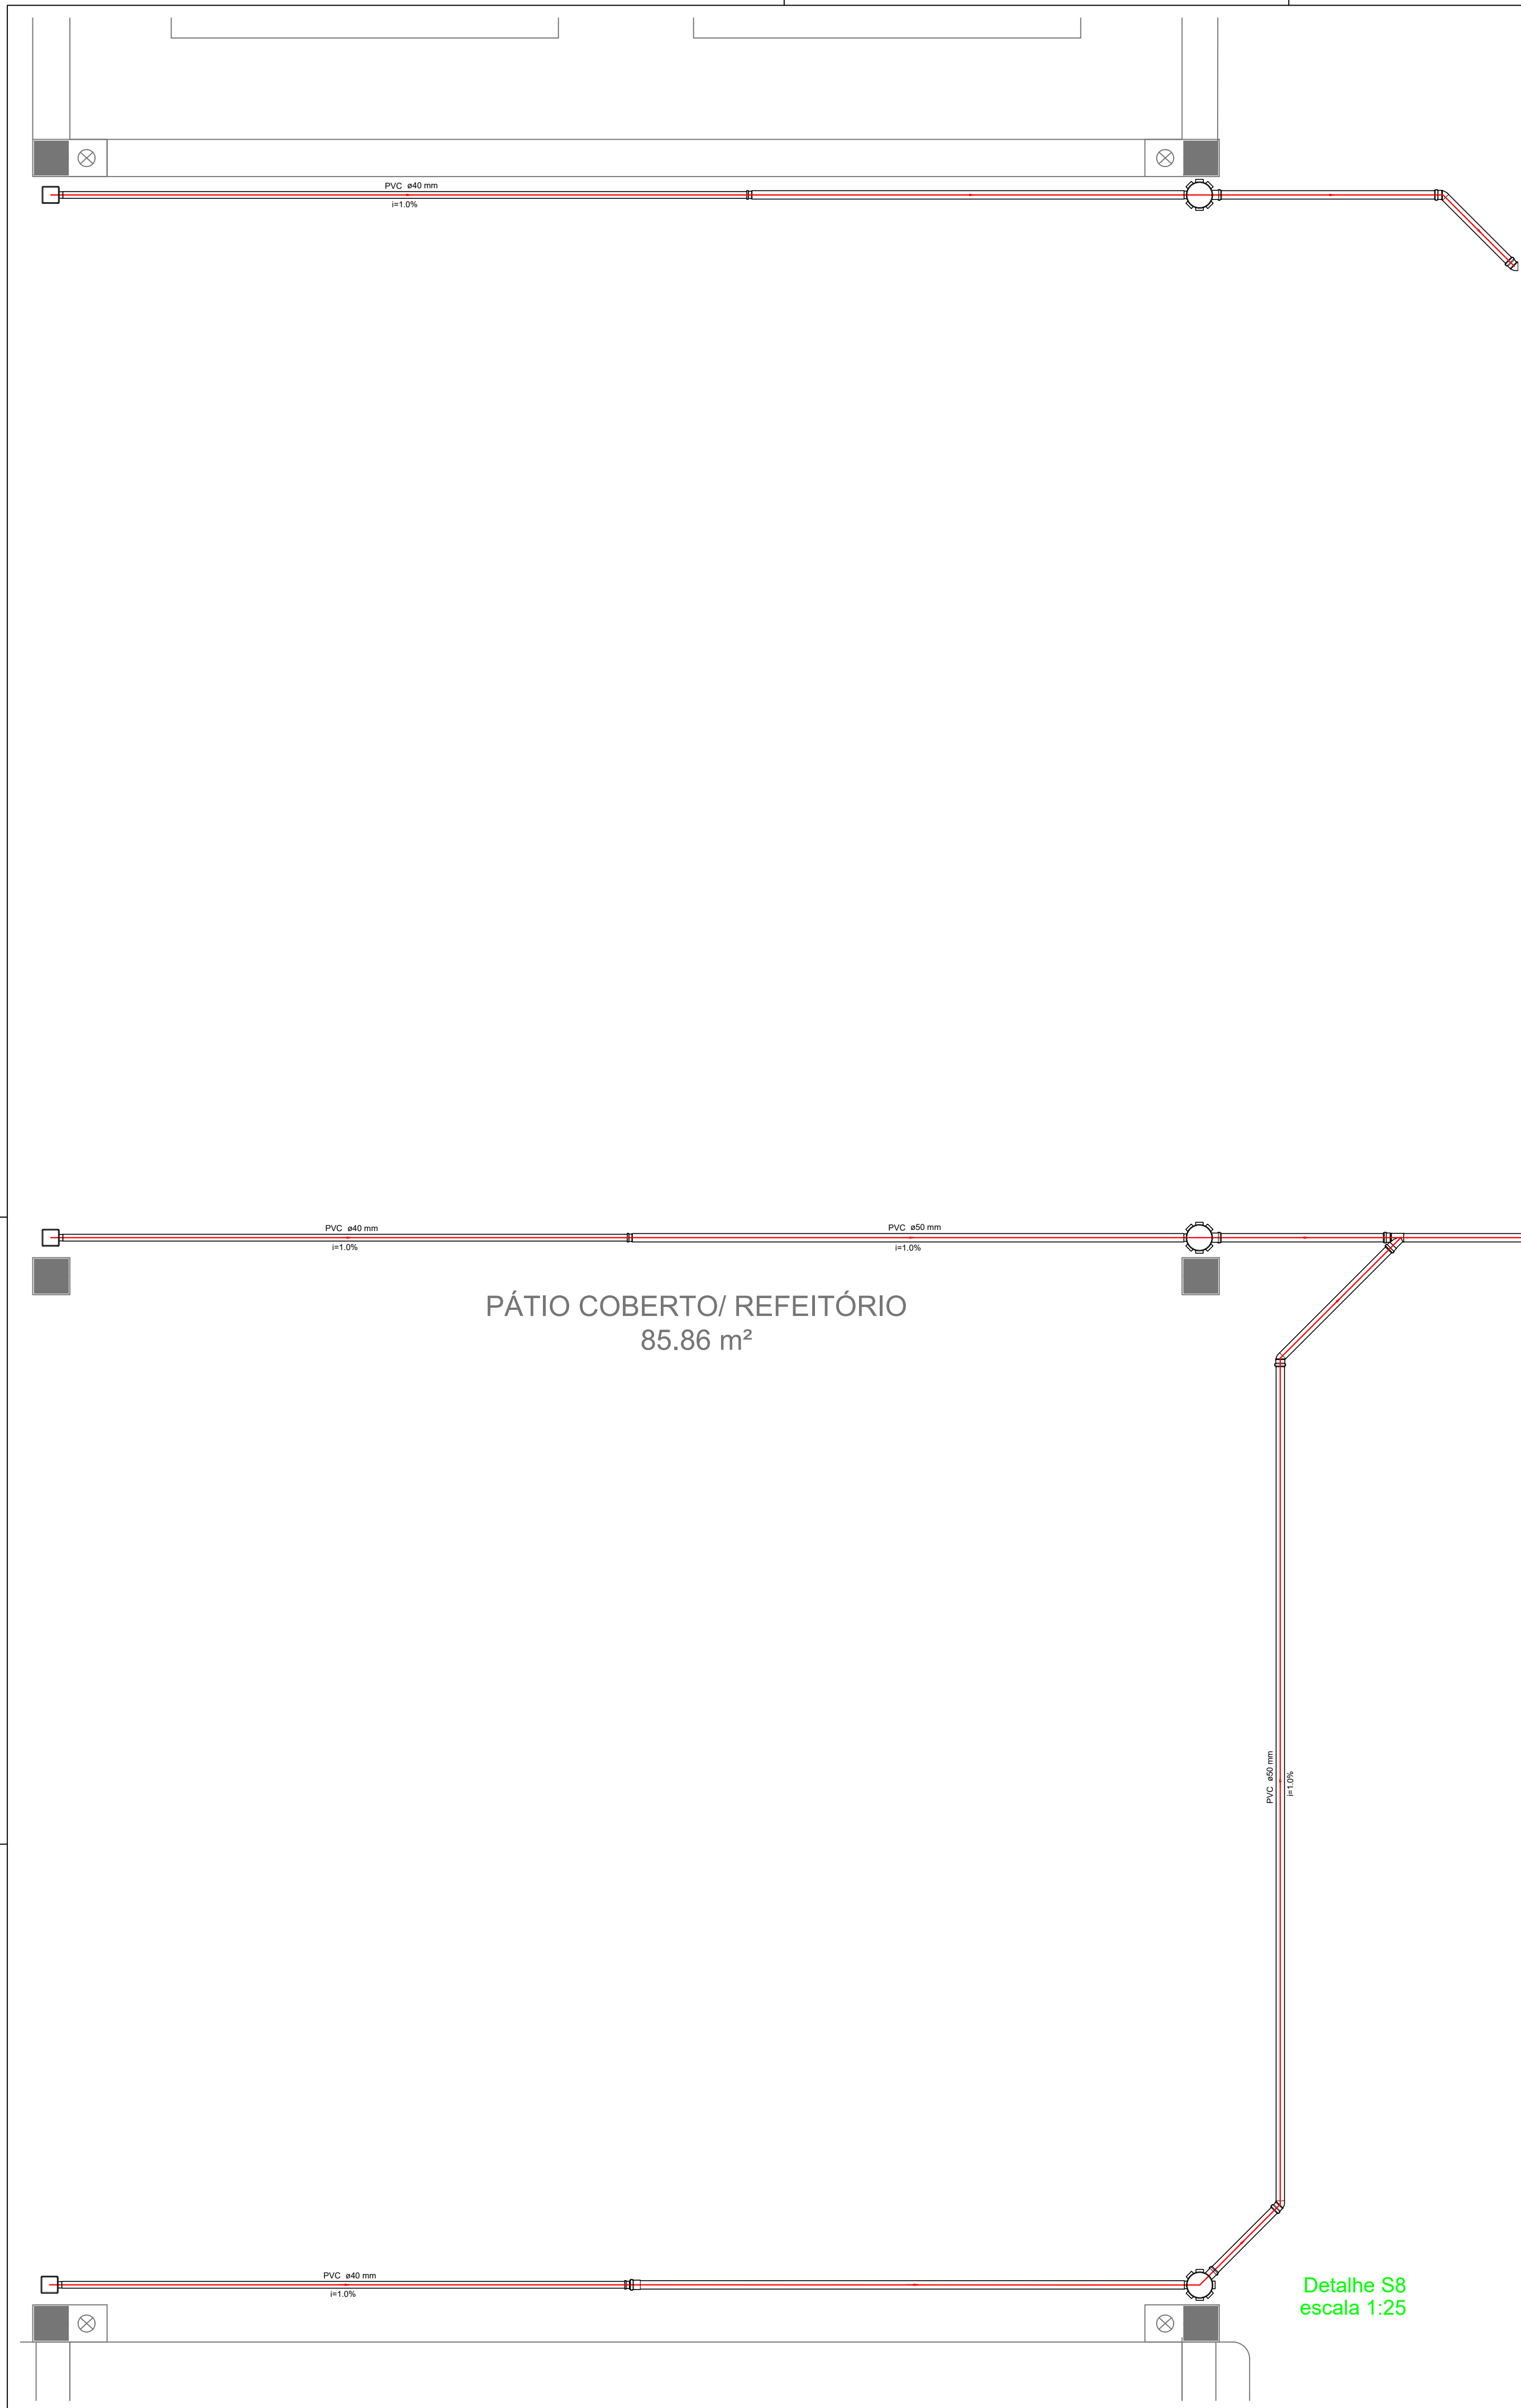 PVC ø40 mm
i=1.0%
PVC ø40 mm
i=1.0%
PVC ø50 mm
i=1.0%
PÁTIO COBERTO/ REFEITÓRIO
85.86 m²
PVC ø50 mm
i=1.0%
PVC ø40 mm
i=1.0%
Detalhe S8
escala 1:25